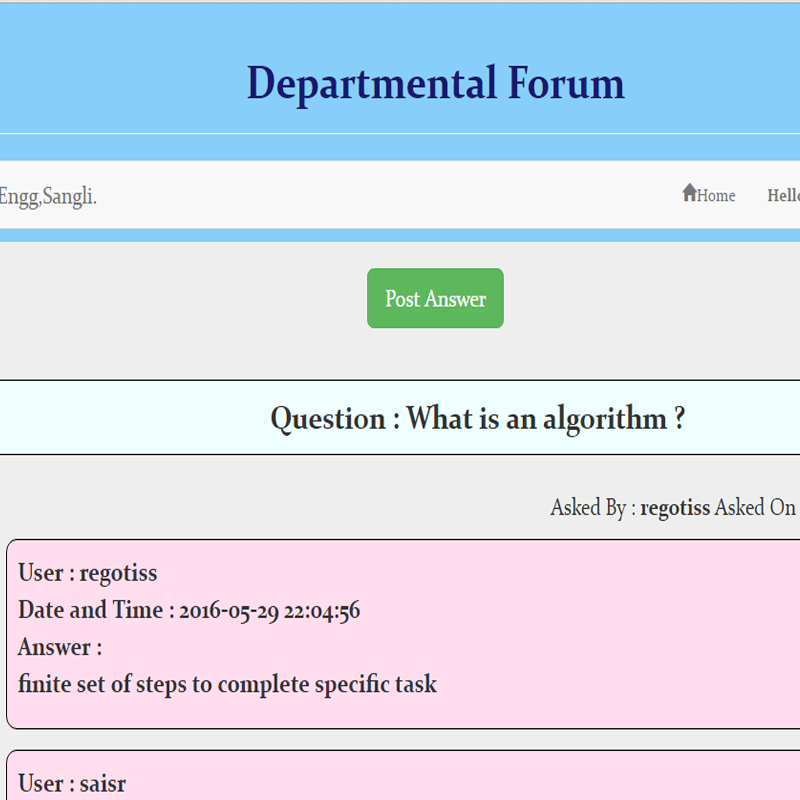 Departmental Forum
Engg,Sangli.
Home
Post Answer
Question : What is an algorithm ?
Asked By : regotiss Asked On
User : regotiss
Date and Time : 2016-05-29 22:04:56
Answer :
finite set of steps to complete specific task
User : saisr